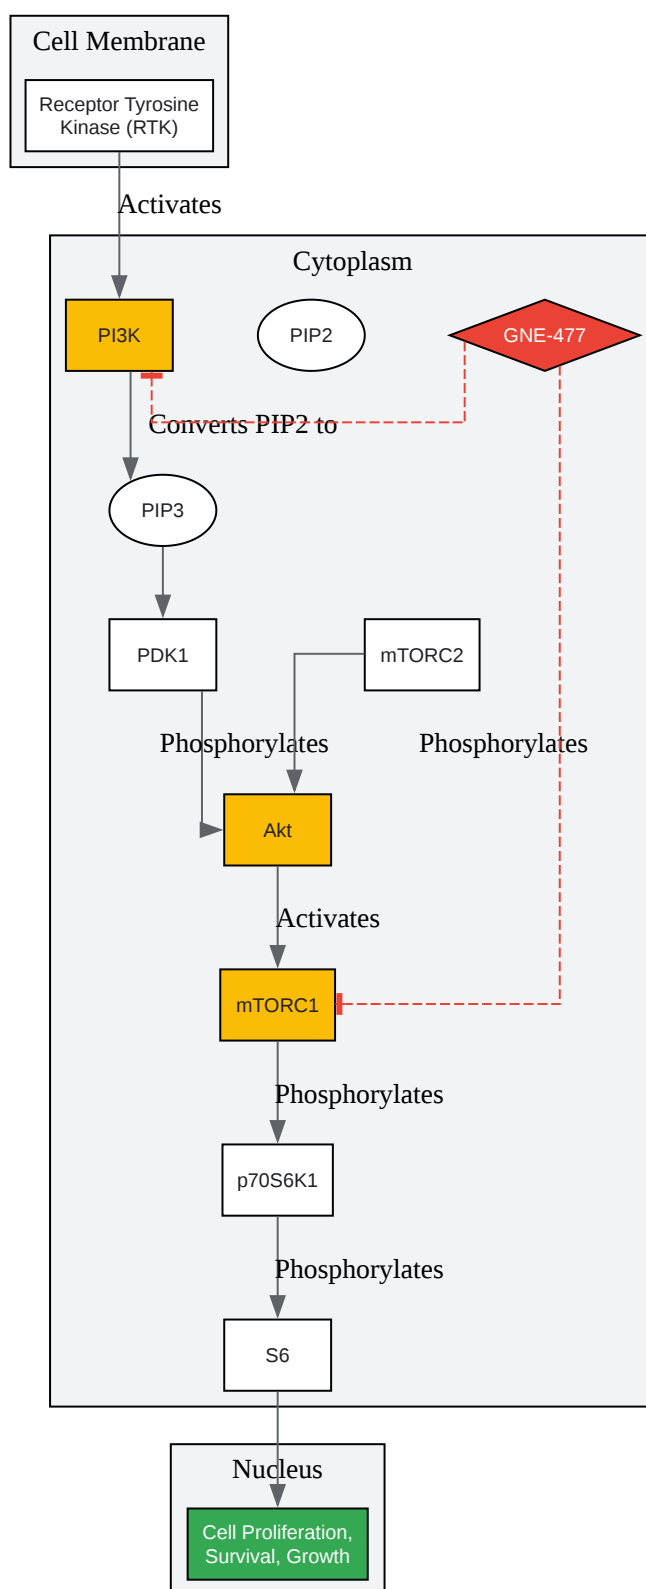 Cell Membrane
Receptor Tyrosine
Kinase (RTK)
Activates
Cytoplasm
PI3K
PIP2
GNE-477
Converts PIP2 to
PIP3
PDK1
mTORC2
Phosphorylates
Phosphorylates
Akt
Activates
mTORC1
Phosphorylates
p70S6K1
Phosphorylates
S6
Nucleus
Cell Proliferation,
Survival, Growth